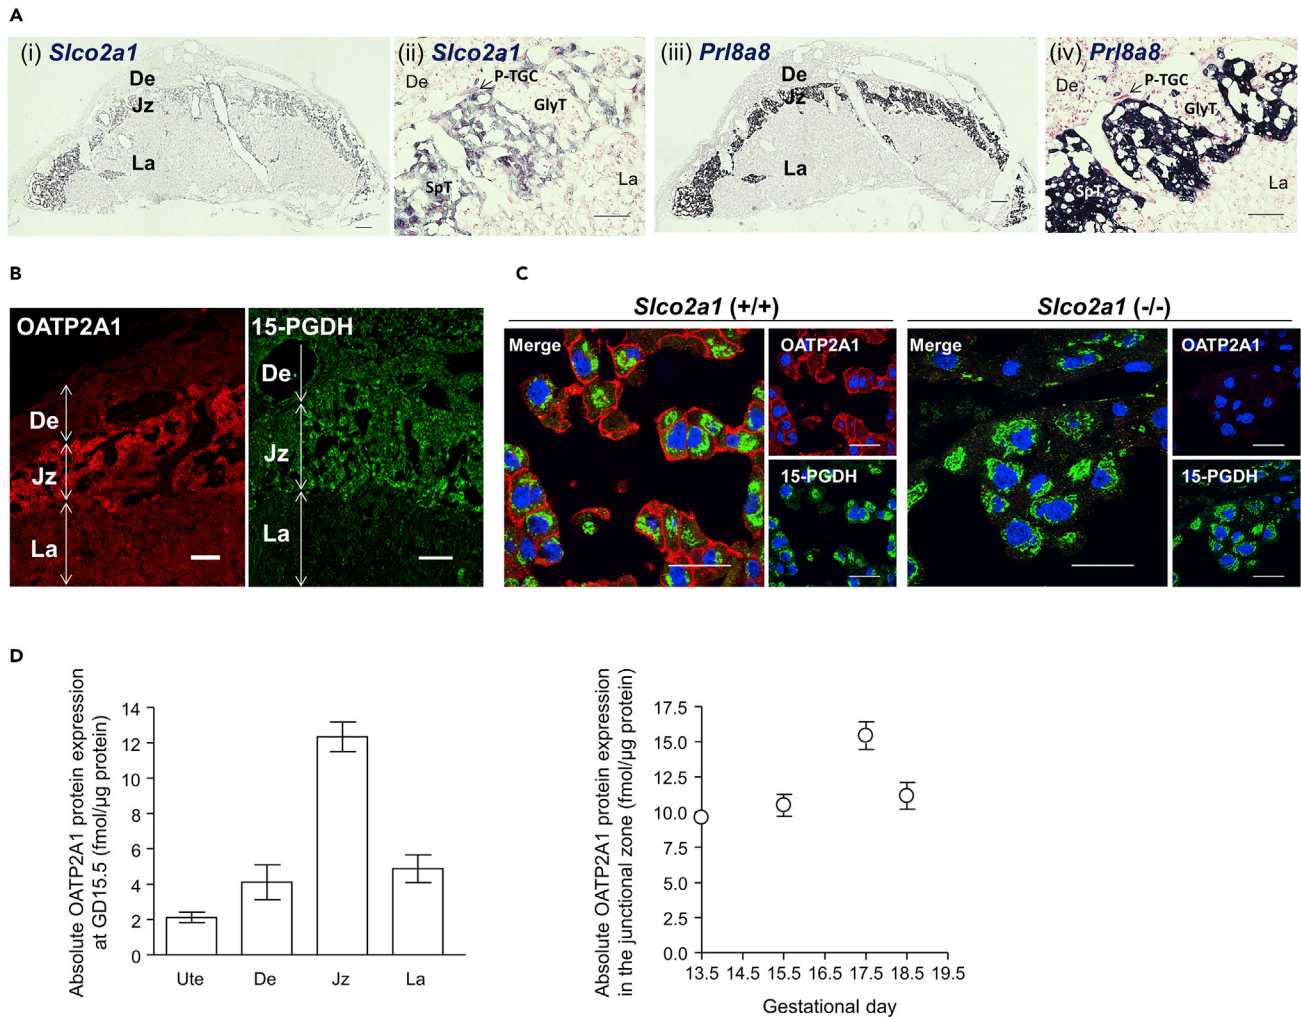 A
(i) Slco2a1
De
Jz
La
(ii) Slco2a1
De
P-TGC
GlyT
SpT
La
(iii) Prl8a8
De
Jz
La
(iv) Prl8a8
De
P-TGC
GlyT
SpT
La
B
OATP2A1
De
Jz
La
15-PGDH
De
Jz
La
C
Slco2a1 (+/+)
Merge
OATP2A1
15-PGDH
Slco2a1 (-/-)
Merge
OATP2A1
15-PGDH
D
Absolute OATP2A1 protein expression
at GD15.5 (fmol/µg protein)
14
12
10
8
6
4
2
0
Ute De Jz La
Absolute OATP2A1 protein expression
in the junctional zone (fmol/µg protein)
17.5
15.0
12.5
10.0
7.5
5.0
2.5
0.0
13.5 14.5 15.5 16.5 17.5 18.5 19.5
Gestational day